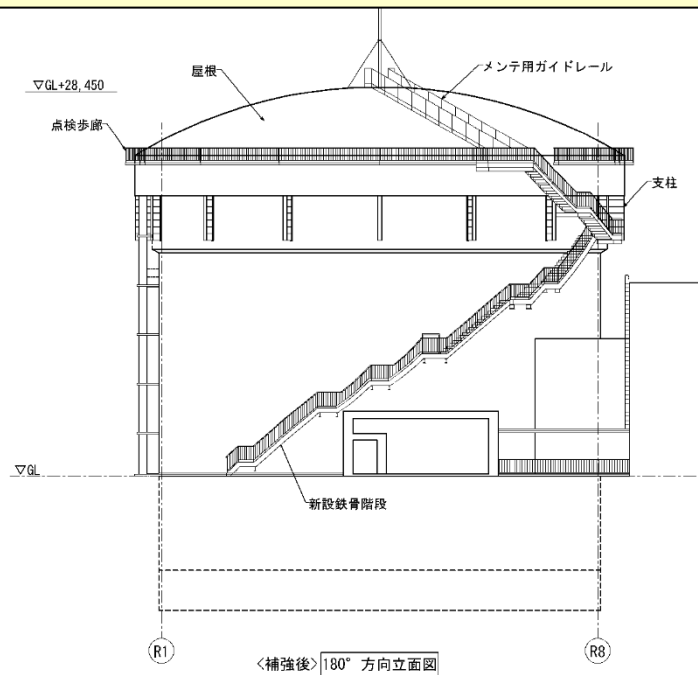 屋根
メンテ用ガイドレール
▽GL+28,450
点検歩廊
支柱
▽GL
新設鉄骨階段
R1
R8
<補強後> 180° 方向立面図